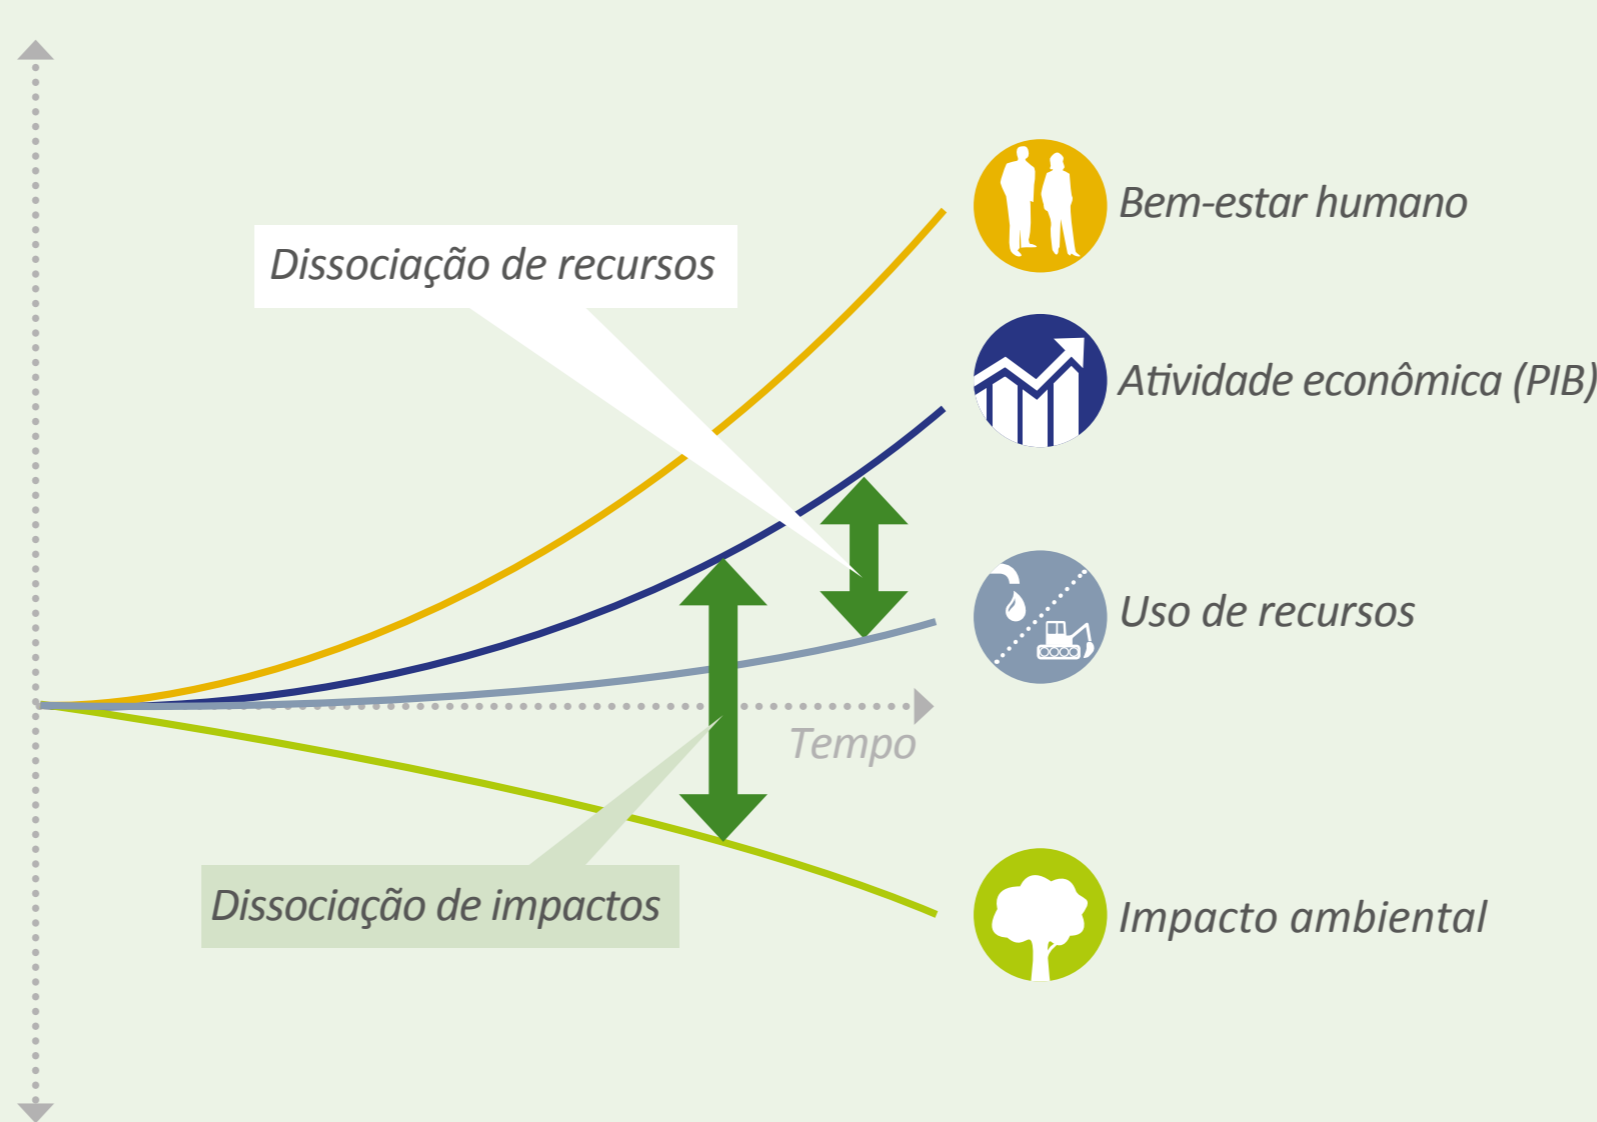 Bem-estar humano
Dissociação de recursos
Atividade econômica (PIB)
Uso de recursos
Tempo
Dissociação de impactos
Impacto ambiental